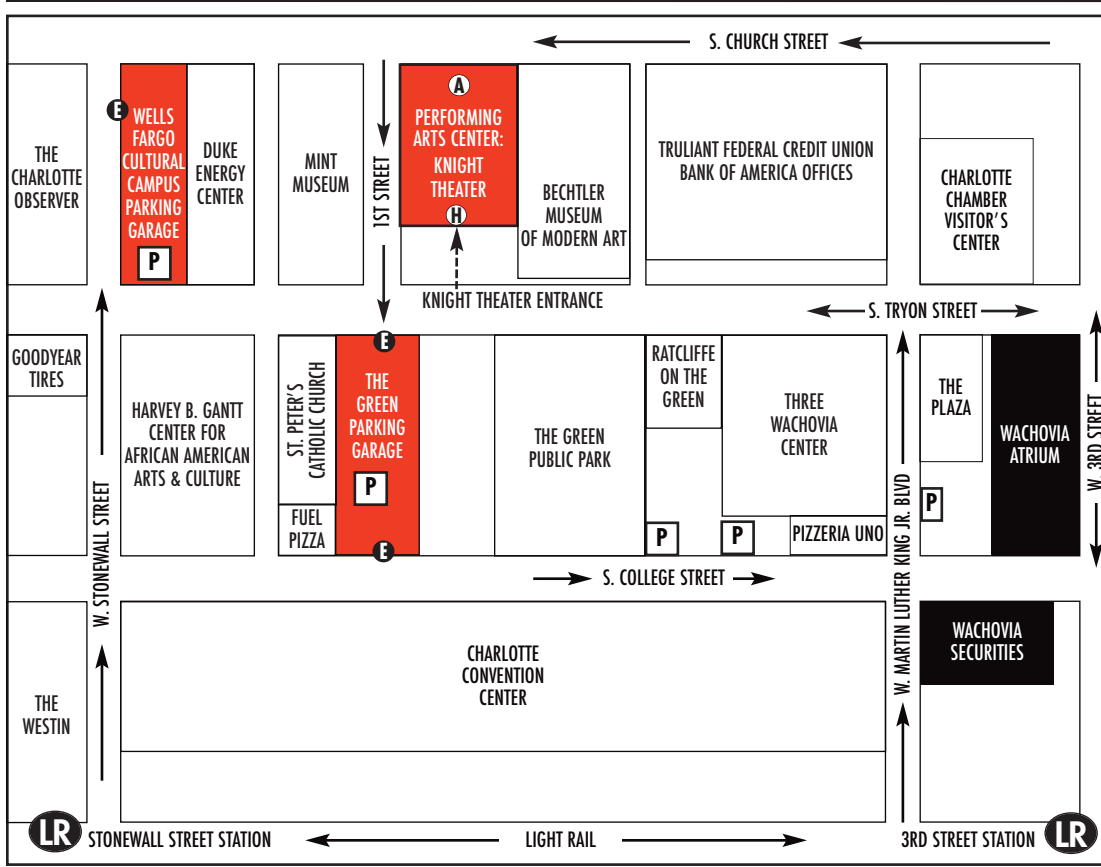 S. CHURCH STREET
THE
CHARLOTTE
OBSERVER
E
WELLS
FARGO
CULTURAL
CAMPUS
PARKING
GARAGE
P
DUKE
ENERGY
CENTER
MINT
MUSEUM
1ST STREET
A
PERFORMING
ARTS CENTER:
KNIGHT
THEATER
H
KNIGHT THEATER ENTRANCE
BECHTLER
MUSEUM
OF MODERN ART
TRULIANT FEDERAL CREDIT UNION
BANK OF AMERICA OFFICES
CHARLOTTE
CHAMBER
VISITOR'S
CENTER
S. TRYON STREET
GOODYEAR
TIRES
W. STONEWALL STREET
HARVEY B. GANTT
CENTER FOR
AFRICAN AMERICAN
ARTS & CULTURE
ST. PETER'S
CATHOLIC CHURCH
FUEL
PIZZA
E
THE
GREEN
PARKING
GARAGE
P
E
THE GREEN
PUBLIC PARK
RATCLIFFE
ON THE
GREEN
P
THREE
WACHOVIA
CENTER
P
PIZZERIA UNO
W. MARTIN LUTHER KING JR. BLVD
THE
PLAZA
P
WACHOVIA
ATRIUM
W. 3RD STREET
S. COLLEGE STREET
THE
WESTIN
CHARLOTTE
CONVENTION
CENTER
WACHOVIA
SECURITIES
LR STONEWALL STREET STATION
LIGHT RAIL
3RD STREET STATION LR